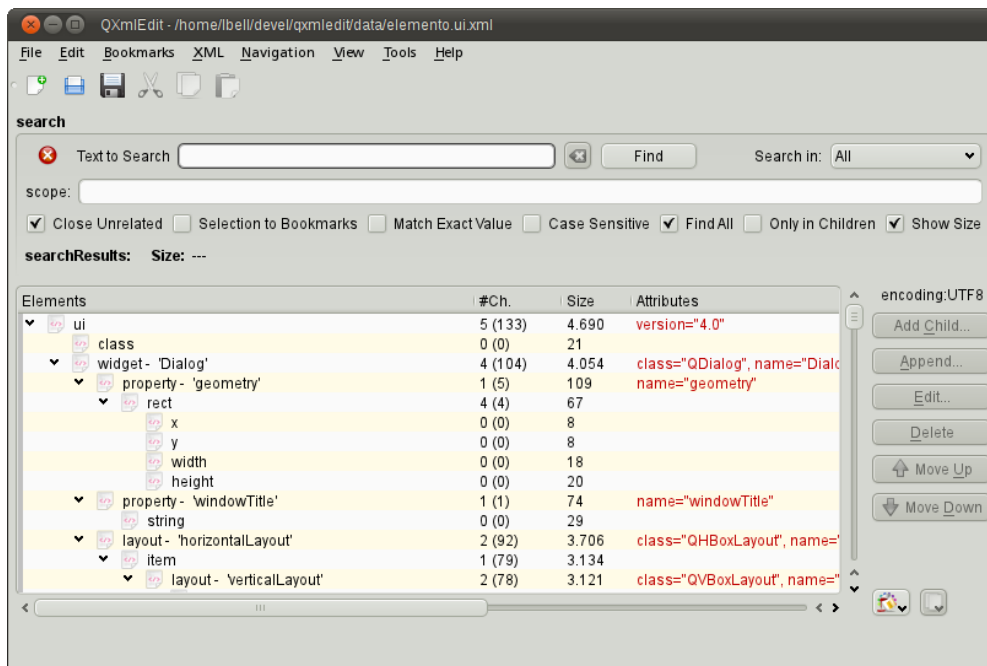 QXmlEdit - /home/lbell/devel/qxmledit/data/elemento.ui.xml
File Edit Bookmarks XML Navigation View Tools Help
search
Text to Search Find Search in: All
scope:
Close Unrelated Selection to Bookmarks Match Exact Value Case Sensitive Find All Only in Children Show Size
searchResults: Size: ---
Elements #Ch. Size Attributes encoding:UTF8
ui 5 (133) 4.690 version="4.0"
Add Child...
class 0 (0) 21
widget - 'Dialog' 4 (104) 4.054 class="QDialog", name="Dialo
Append...
property - 'geometry' 1 (5) 109 name="geometry"
rect 4 (4) 67
Edit...
x 0 (0) 8
y 0 (0) 8
Delete
width 0 (0) 18
height 0 (0) 20
Move Up
property - 'windowTitle' 1 (1) 74 name="windowTitle"
Move Down
string 0 (0) 29
layout - 'horizontalLayout' 2 (92) 3.706 class="QHBoxLayout", name="
item 1 (79) 3.134
layout - 'verticalLayout' 2 (78) 3.121 class="QVBoxLayout", name="